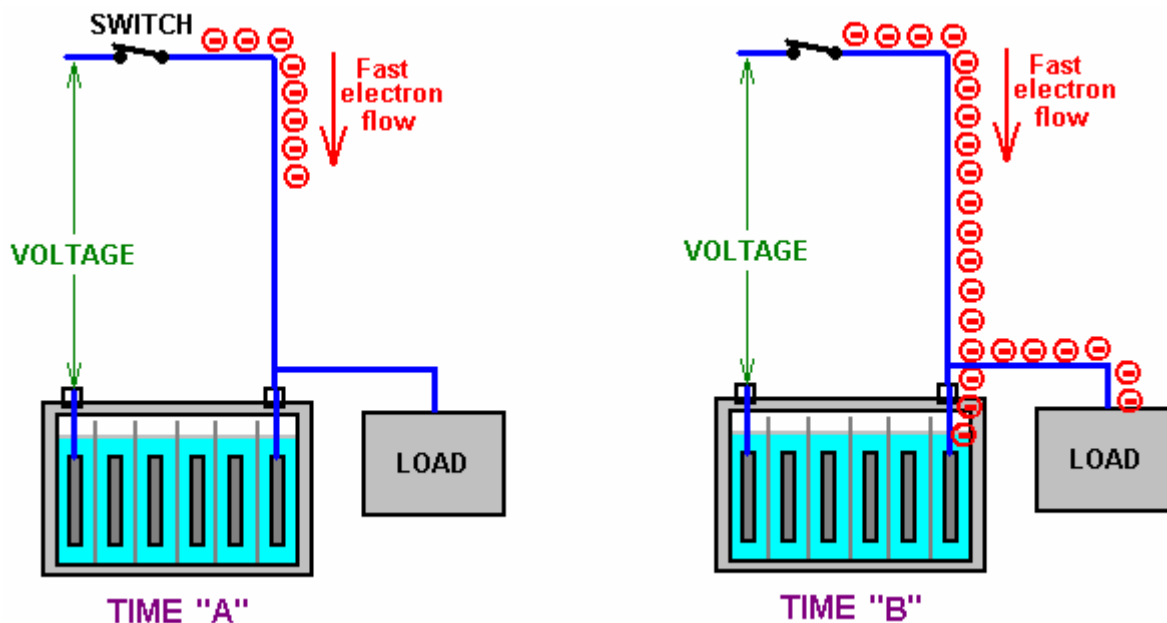 SWITCH
Fast
electron
flow
VOLTAGE
LOAD
TIME "A"
Fast
electron
flow
VOLTAGE
LOAD
TIME "B"